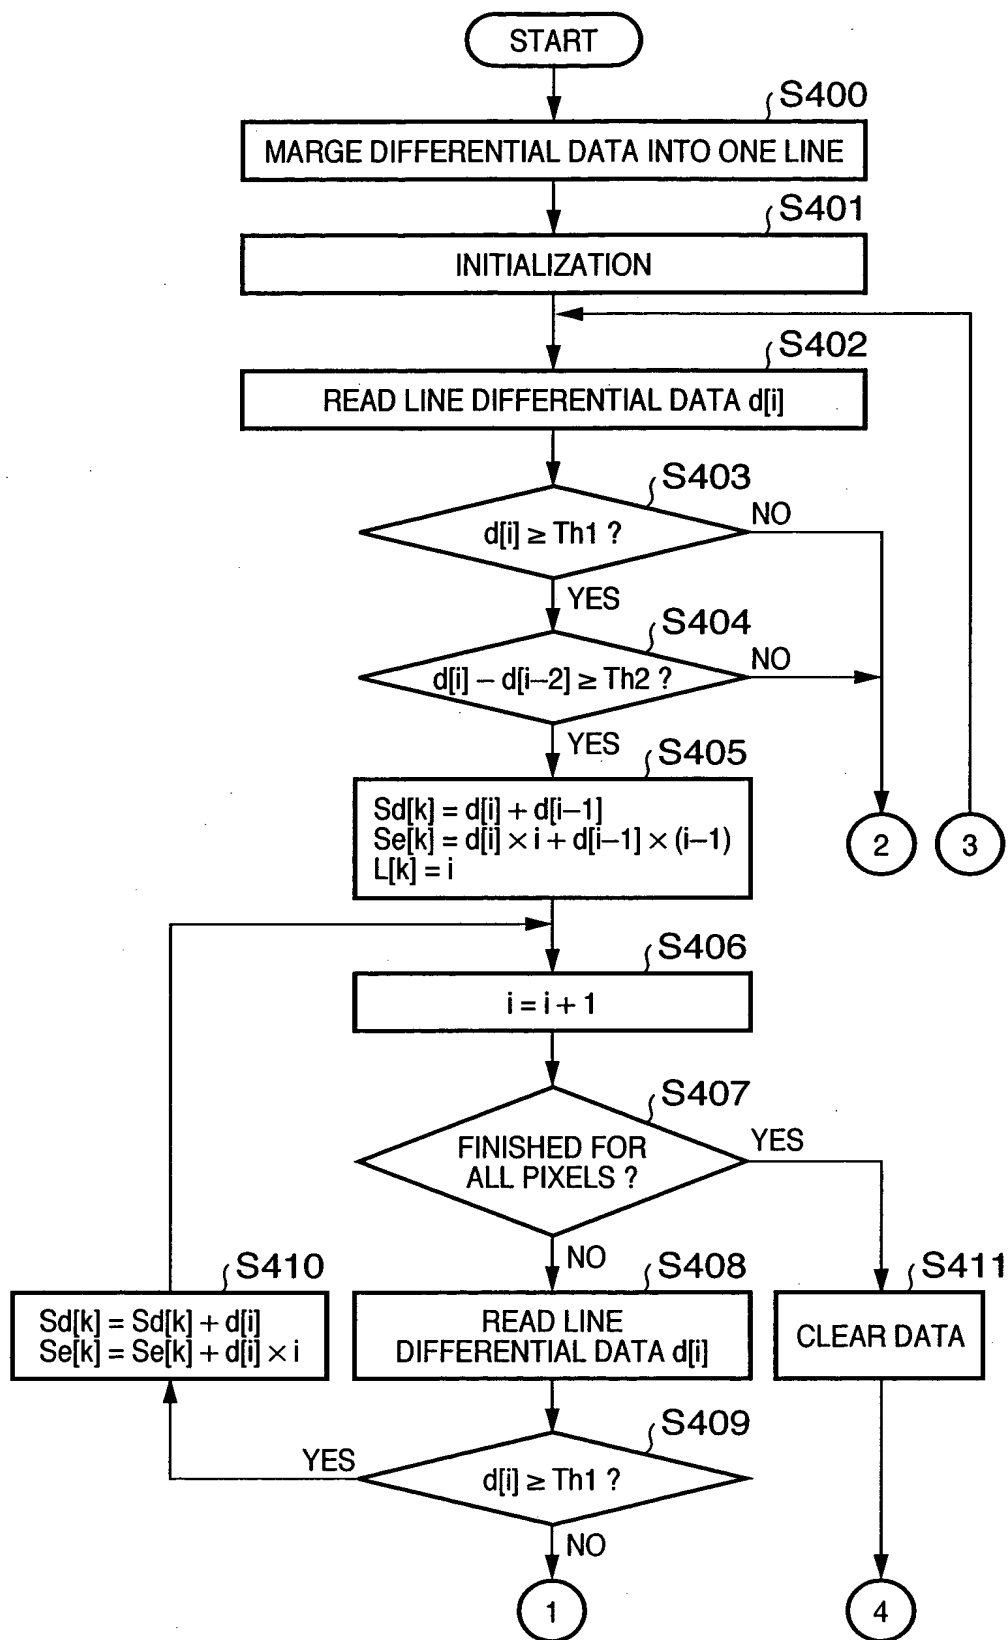 START
S400
MARGE DIFFERENTIAL DATA INTO ONE LINE
S401
INITIALIZATION
S402
READ LINE DIFFERENTIAL DATA d[i]
S403
d[i] ≥ Th1 ?
NO
YES
S404
d[i] – d[i–2] ≥ Th2 ?
NO
YES
S405
Sd[k] = d[i] + d[i–1]
Se[k] = d[i] × i + d[i–1] × (i–1)
L[k] = i
2
3
S406
i = i + 1
S407
FINISHED FOR
ALL PIXELS ?
YES
NO
S410
Sd[k] = Sd[k] + d[i]
Se[k] = Se[k] + d[i] × i
S408
READ LINE
DIFFERENTIAL DATA d[i]
S411
CLEAR DATA
S409
d[i] ≥ Th1 ?
YES
NO
1
4